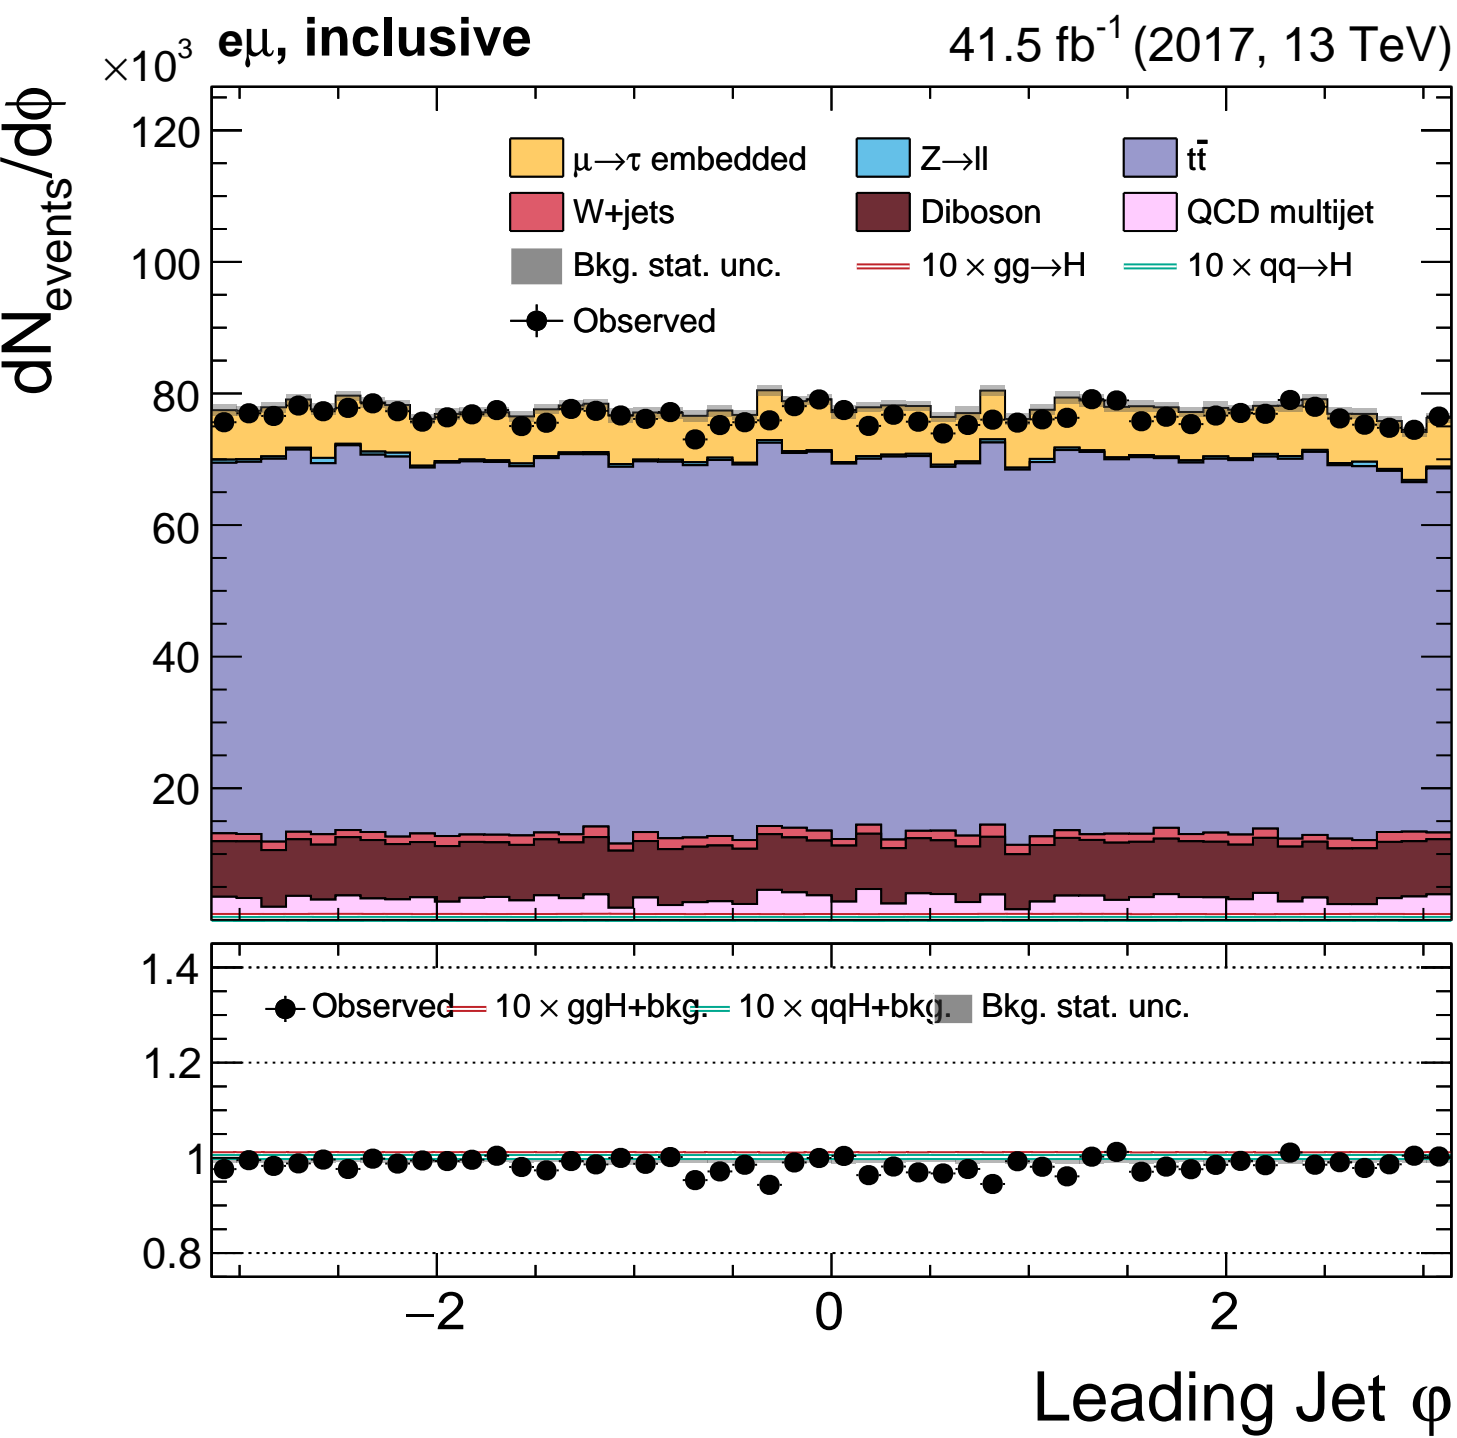 ×10³ eμ, inclusive 41.5 fb⁻¹ (2017, 13 TeV)
dN_events/dϕ
120
100
80
60
40
20
μ→τ embedded Z→ll tt̄
W+jets Diboson QCD multijet
Bkg. stat. unc. 10 × gg→H 10 × qq→H
Observed
1.4
1.2
1
0.8
Observed 10 × ggH+bkg. 10 × qqH+bkg. Bkg. stat. unc.
−2 0 2
Leading Jet φ